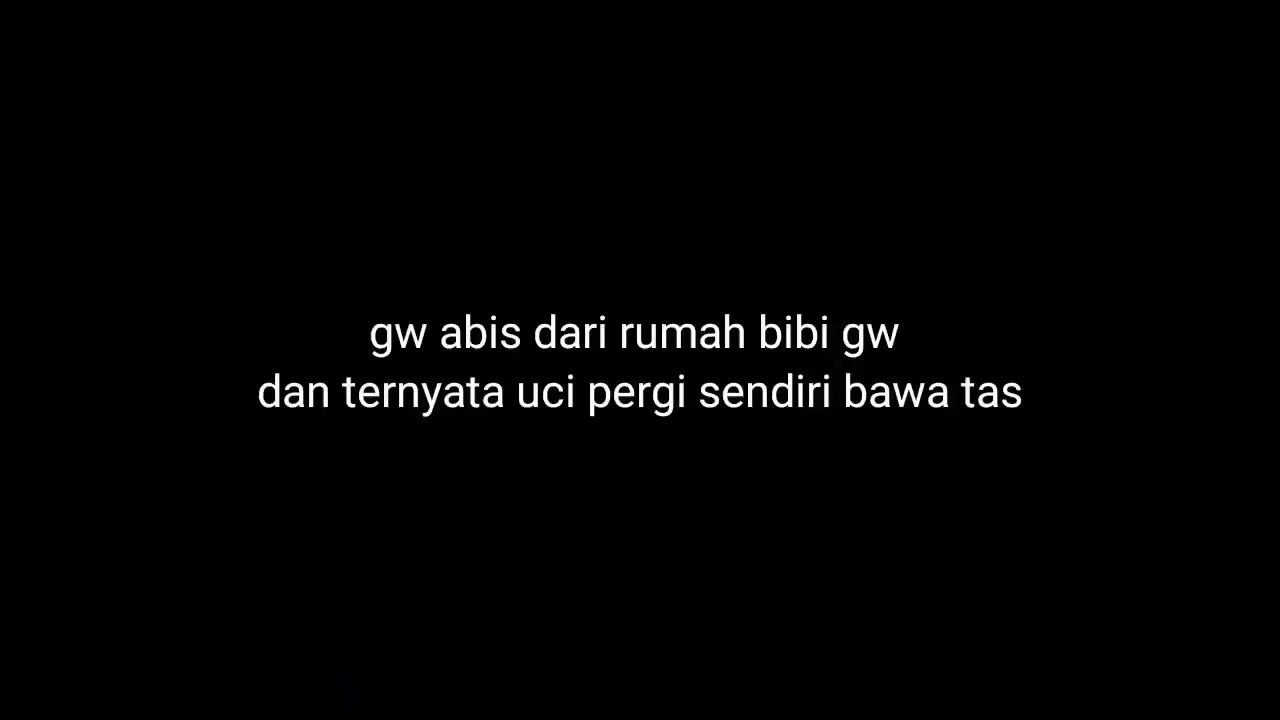 gw abis dari rumah bibi gw
dan ternyata uci pergi sendiri bawa tas